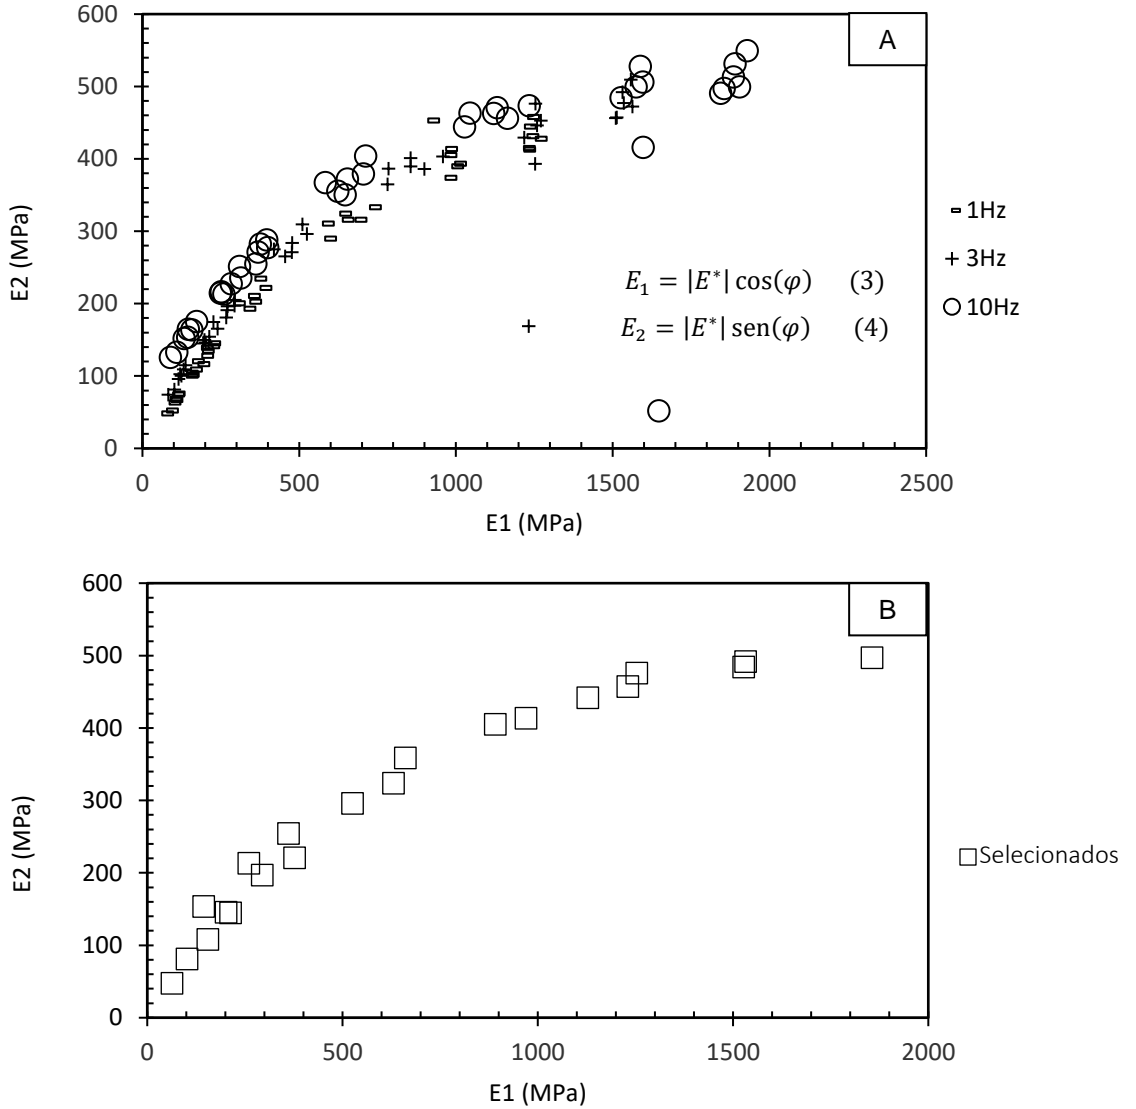 A
600
500
400
300
200
100
0
E2 (MPa)
0 500 1000 1500 2000 2500
E1 (MPa)
E₁ = |E*| cos(φ) (3)
E₂ = |E*| sen(φ) (4)
1Hz
3Hz
10Hz
B
600
500
400
300
200
100
0
E2 (MPa)
0 500 1000 1500 2000
E1 (MPa)
Selecionados